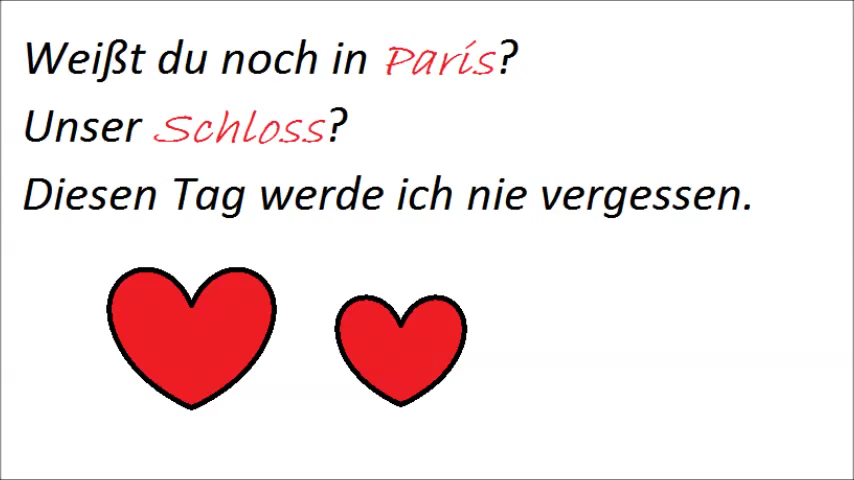 Weißt du noch in Paris?
Unser Schloss?
Diesen Tag werde ich nie vergessen.